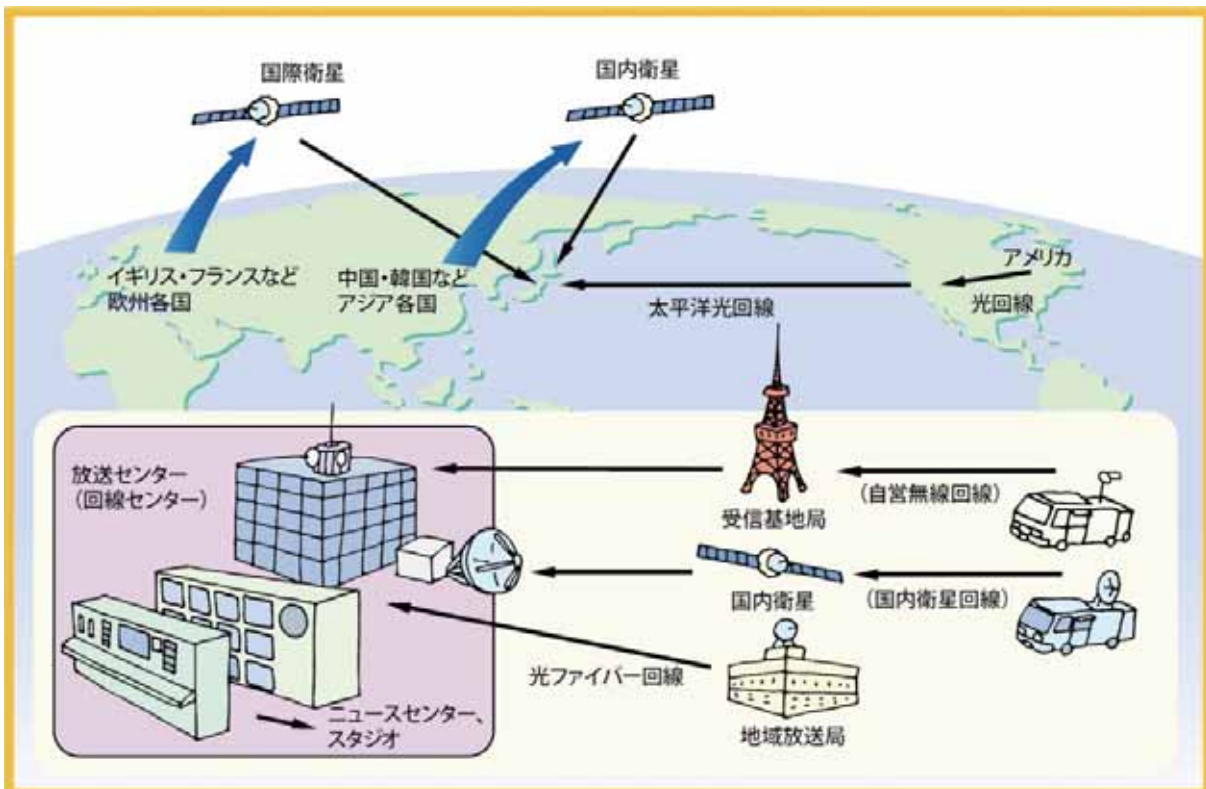 国際衛星
国内衛星
イギリス・フランスなど
欧州各国
中国・韓国など
アジア各国
アメリカ
光回線
太平洋光回線
放送センター
(回線センター)
受信基地局
(自営無線回線)
国内衛星
(国内衛星回線)
光ファイバー回線
地域放送局
ニュースセンター、
スタジオ